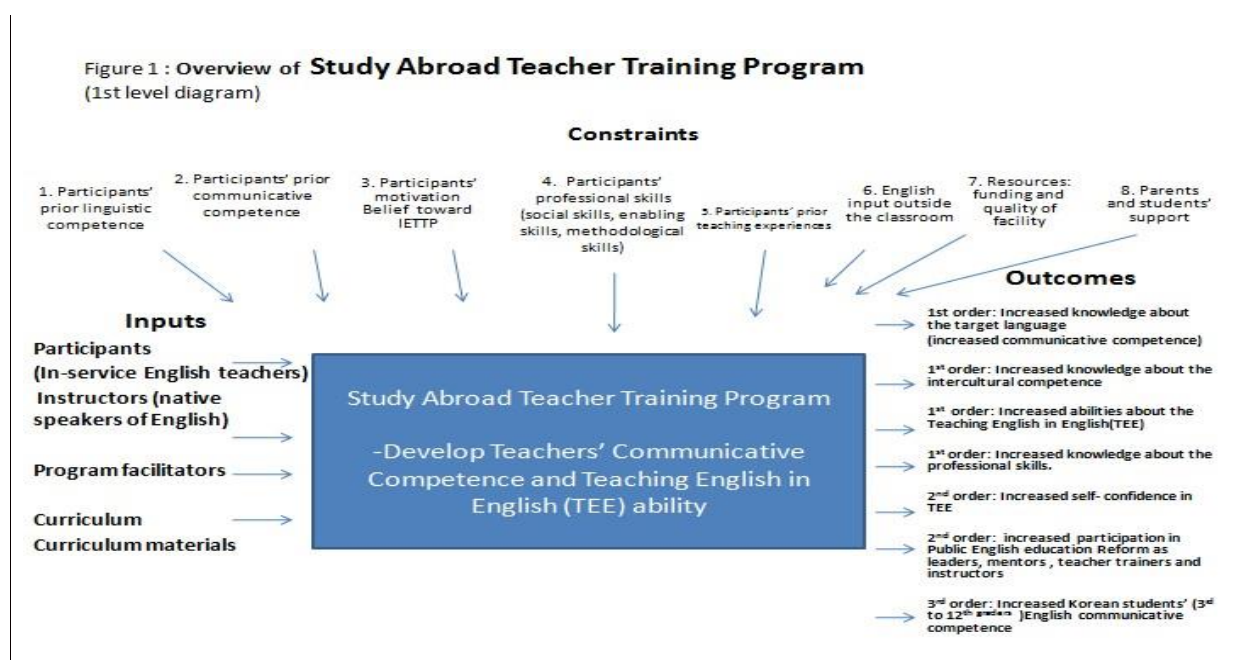 Figure 1 : Overview of Study Abroad Teacher Training Program
(1st level diagram)
Constraints
1. Participants'
prior linguistic
competence
2. Participants' prior
communicative
competence
3. Participants'
motivation
Belief toward
IETTP
4. Participants'
professional skills
(social skills, enabling
skills, methodological
skills)
5. Participants' prior
teaching experiences
6. English
input outside
the classroom
7. Resources:
funding and
quality of
facility
8. Parents
and students'
support
Inputs
Participants
(In-service English teachers)
Instructors (native
speakers of English)
Program facilitators
Curriculum
Curriculum materials
Study Abroad Teacher Training Program
-Develop Teachers' Communicative
Competence and Teaching English in
English (TEE) ability
Outcomes
1st order: Increased knowledge about
the target language
(increased communicative competence)
1st order: Increased knowledge about the
intercultural competence
1st order: Increased abilities about the
Teaching English in English(TEE)
1st order: Increased knowledge about the
professional skills.
2nd order: Increased self- confidence in
TEE
2nd order: increased participation in
Public English education Reform as
leaders, mentors , teacher trainers and
instructors
3rd order: Increased Korean students' (3rd
to 12th graders )English communicative
competence